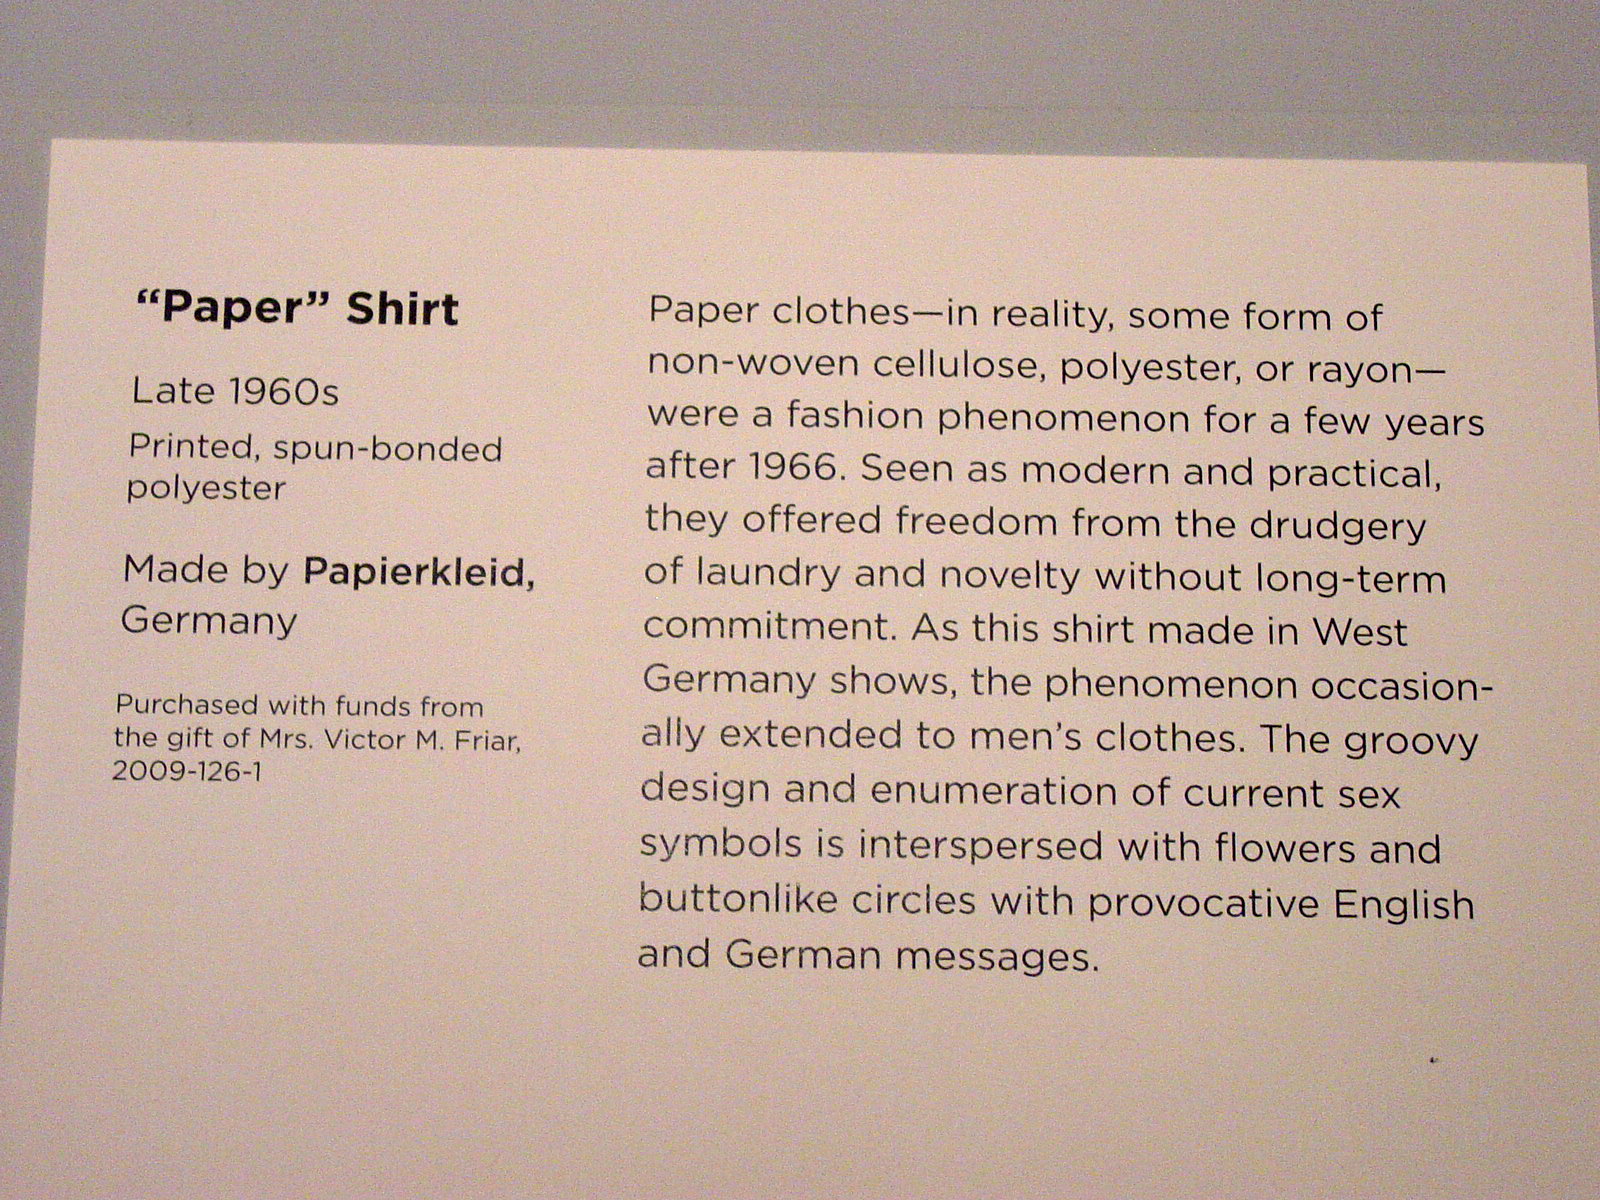 “Paper” Shirt
Late 1960s
Printed, spun-bonded
polyester
Made by Papierkleid,
Germany
Purchased with funds from
the gift of Mrs. Victor M. Friar,
2009-126-1
Paper clothes—in reality, some form of
non-woven cellulose, polyester, or rayon—
were a fashion phenomenon for a few years
after 1966. Seen as modern and practical,
they offered freedom from the drudgery
of laundry and novelty without long-term
commitment. As this shirt made in West
Germany shows, the phenomenon occasion-
ally extended to men’s clothes. The groovy
design and enumeration of current sex
symbols is interspersed with flowers and
buttonlike circles with provocative English
and German messages.